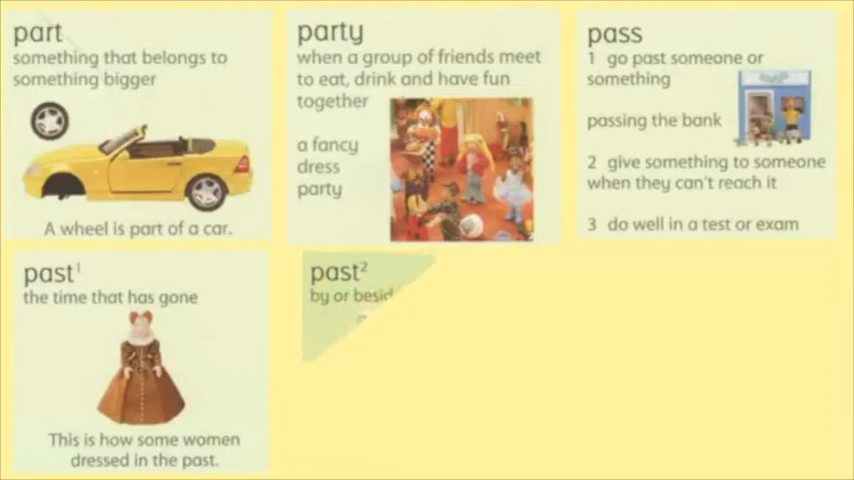 part
something that belongs to
something bigger
A wheel is part of a car.
party
when a group of friends meet
to eat, drink and have fun
together
a fancy
dress
party
pass
1 go past someone or
something
passing the bank
2 give something to someone
when they can't reach it
3 do well in a test or exam
past¹
the time that has gone
This is how some women
dressed in the past.
past²
by or besid